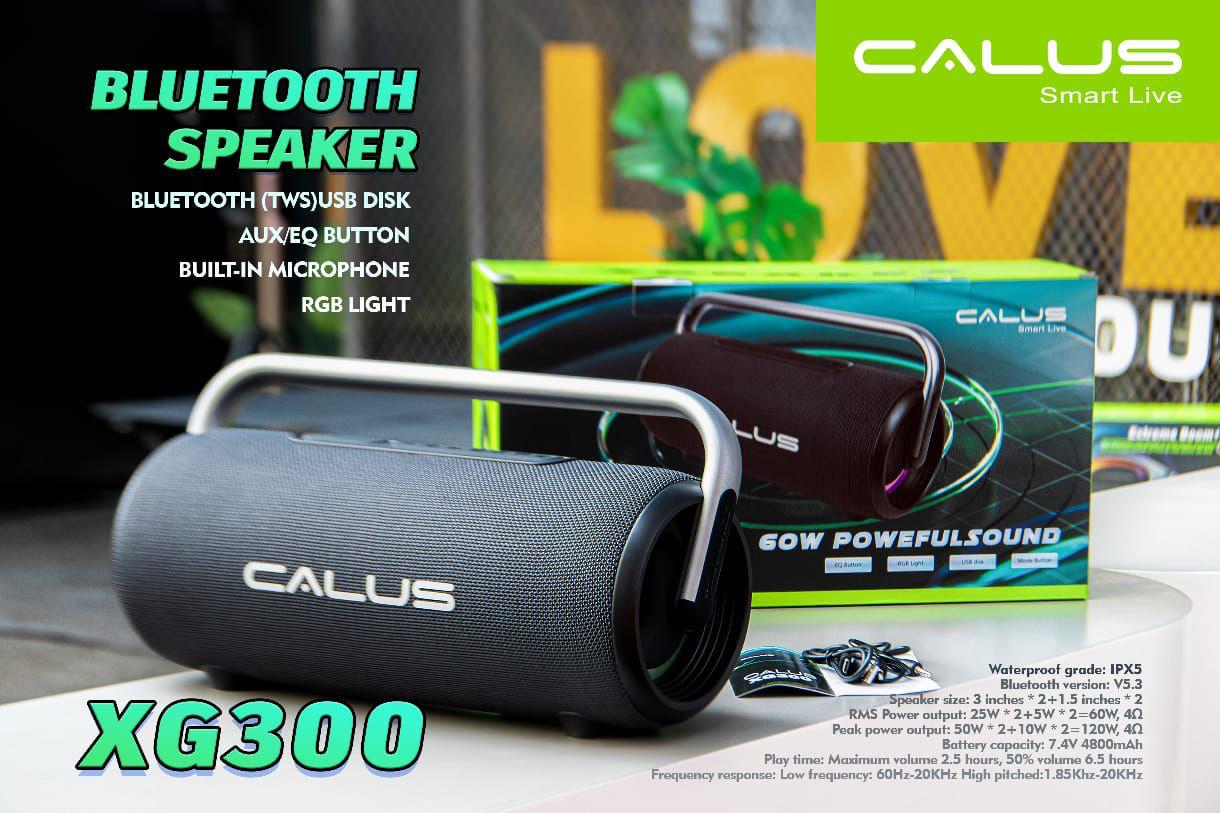 CALUS
Smart Live
BLUETOOTH
SPEAKER
BLUETOOTH (TWS)USB DISK
AUX/EQ BUTTON
BUILT-IN MICROPHONE
RGB LIGHT
LOVE
OU
CALUS
Smart Live
CALUS
60W POWEFULSOUND
EQ Button
RGB Light
USB disk
Mode Button
Extreme Boom
CALUS
CALUS
XG300
XG300
Waterproof grade: IPX5
Bluetooth version: V5.3
Speaker size: 3 inches * 2+1.5 inches * 2
RMS Power output: 25W * 2+5W * 2=60W, 4Ω
Peak power output: 50W * 2+10W * 2=120W, 4Ω
Battery capacity: 7.4V 4800mAh
Play time: Maximum volume 2.5 hours, 50% volume 6.5 hours
Frequency response: Low frequency: 60Hz-20KHz High pitched:1.85Khz-20KHz